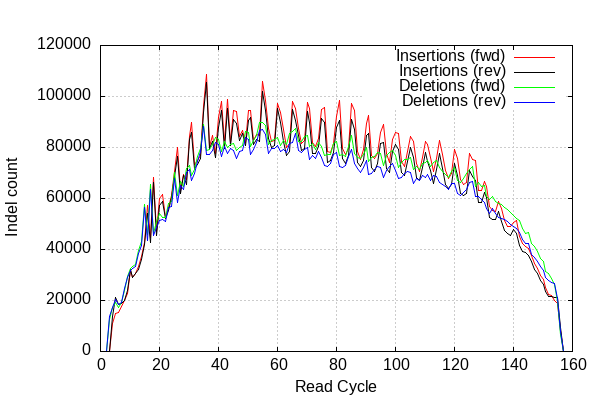 120000
100000
80000
60000
40000
20000
0
0 20 40 60 80 100 120 140 160
Indel count
Read Cycle
Insertions (fwd)
Insertions (rev)
Deletions (fwd)
Deletions (rev)